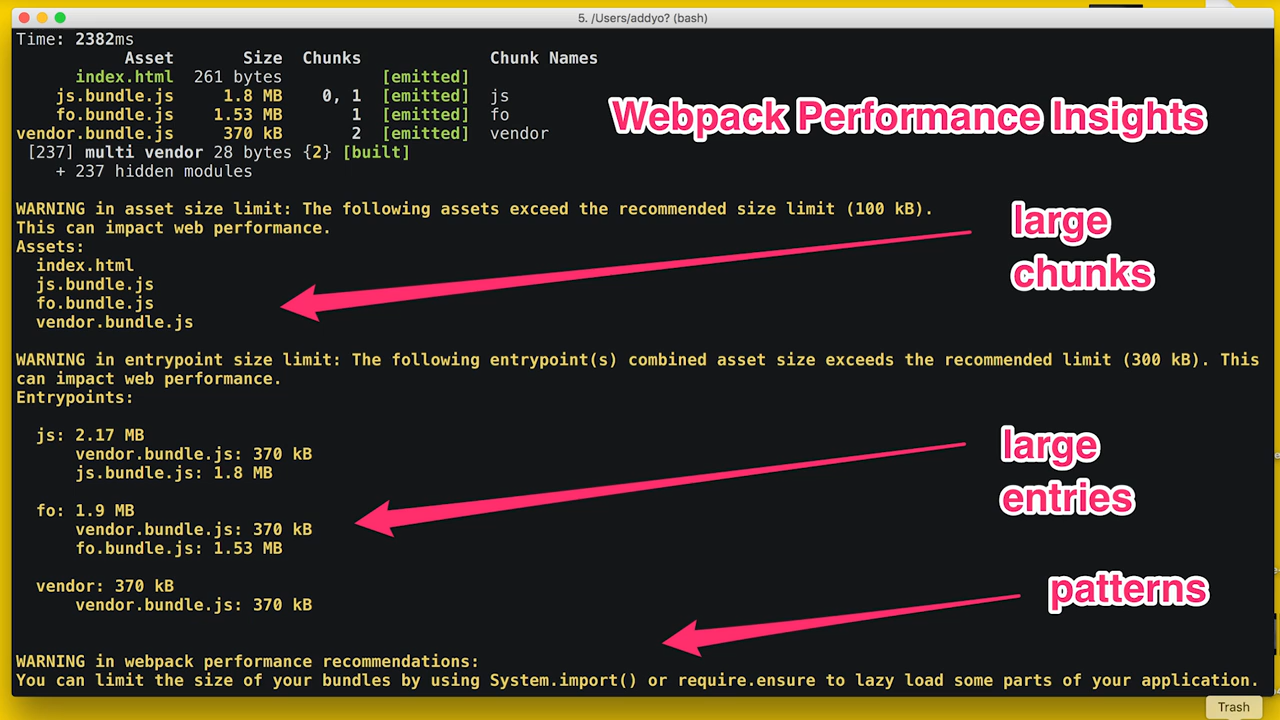 5. /Users/addyo? (bash)
Time: 2382ms
Asset Size Chunks Chunk Names
index.html 261 bytes [emitted]
js.bundle.js 1.8 MB 0, 1 [emitted] js
fo.bundle.js 1.53 MB 1 [emitted] fo
vendor.bundle.js 370 kB 2 [emitted] vendor
[237] multi vendor 28 bytes {2} [built]
+ 237 hidden modules
Webpack Performance Insights
WARNING in asset size limit: The following assets exceed the recommended size limit (100 kB).
This can impact web performance.
Assets:
index.html
js.bundle.js
fo.bundle.js
vendor.bundle.js
large
chunks
WARNING in entrypoint size limit: The following entrypoint(s) combined asset size exceeds the recommended limit (300 kB). This
can impact web performance.
Entrypoints:
js: 2.17 MB
vendor.bundle.js: 370 kB
js.bundle.js: 1.8 MB
large
entries
fo: 1.9 MB
vendor.bundle.js: 370 kB
fo.bundle.js: 1.53 MB
vendor: 370 kB
vendor.bundle.js: 370 kB
patterns
WARNING in webpack performance recommendations:
You can limit the size of your bundles by using System.import() or require.ensure to lazy load some parts of your application.
Trash